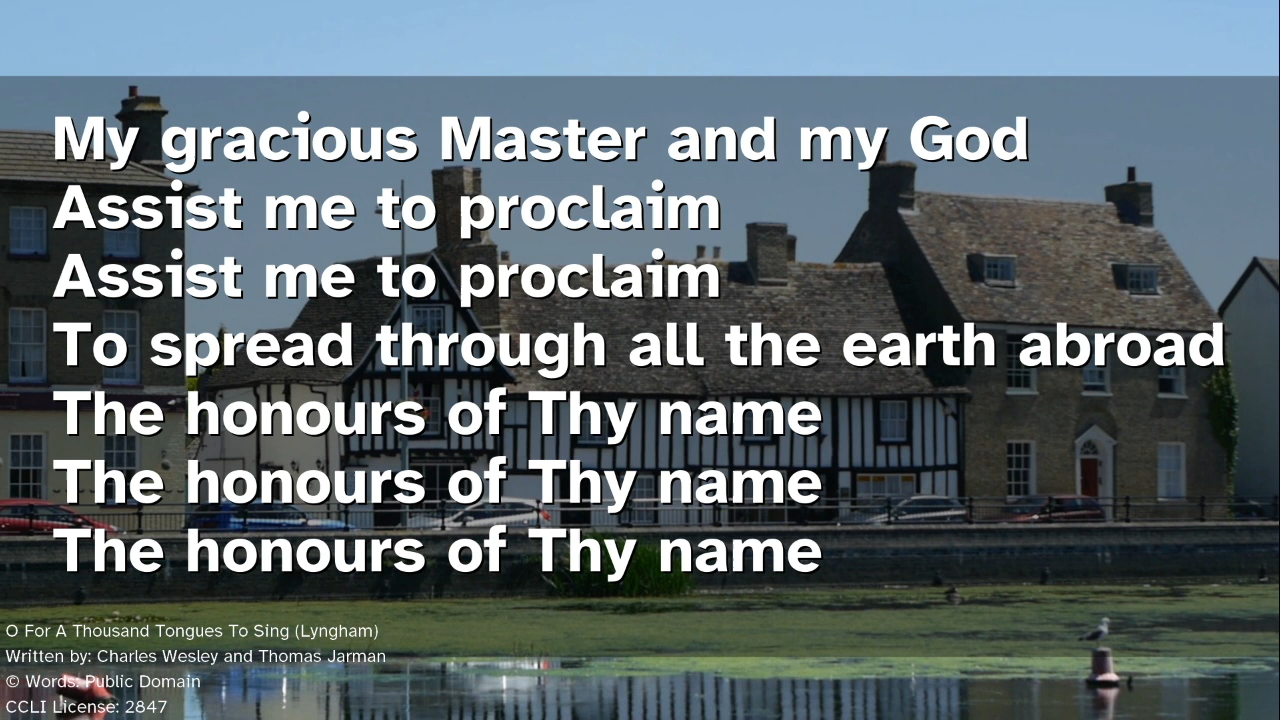 My gracious Master and my God
Assist me to proclaim
Assist me to proclaim
To spread through all the earth abroad
The honours of Thy name
The honours of Thy name
The honours of Thy name
O For A Thousand Tongues To Sing (Lyngham)
Written by: Charles Wesley and Thomas Jarman
© Words: Public Domain
CCLI License: 2847